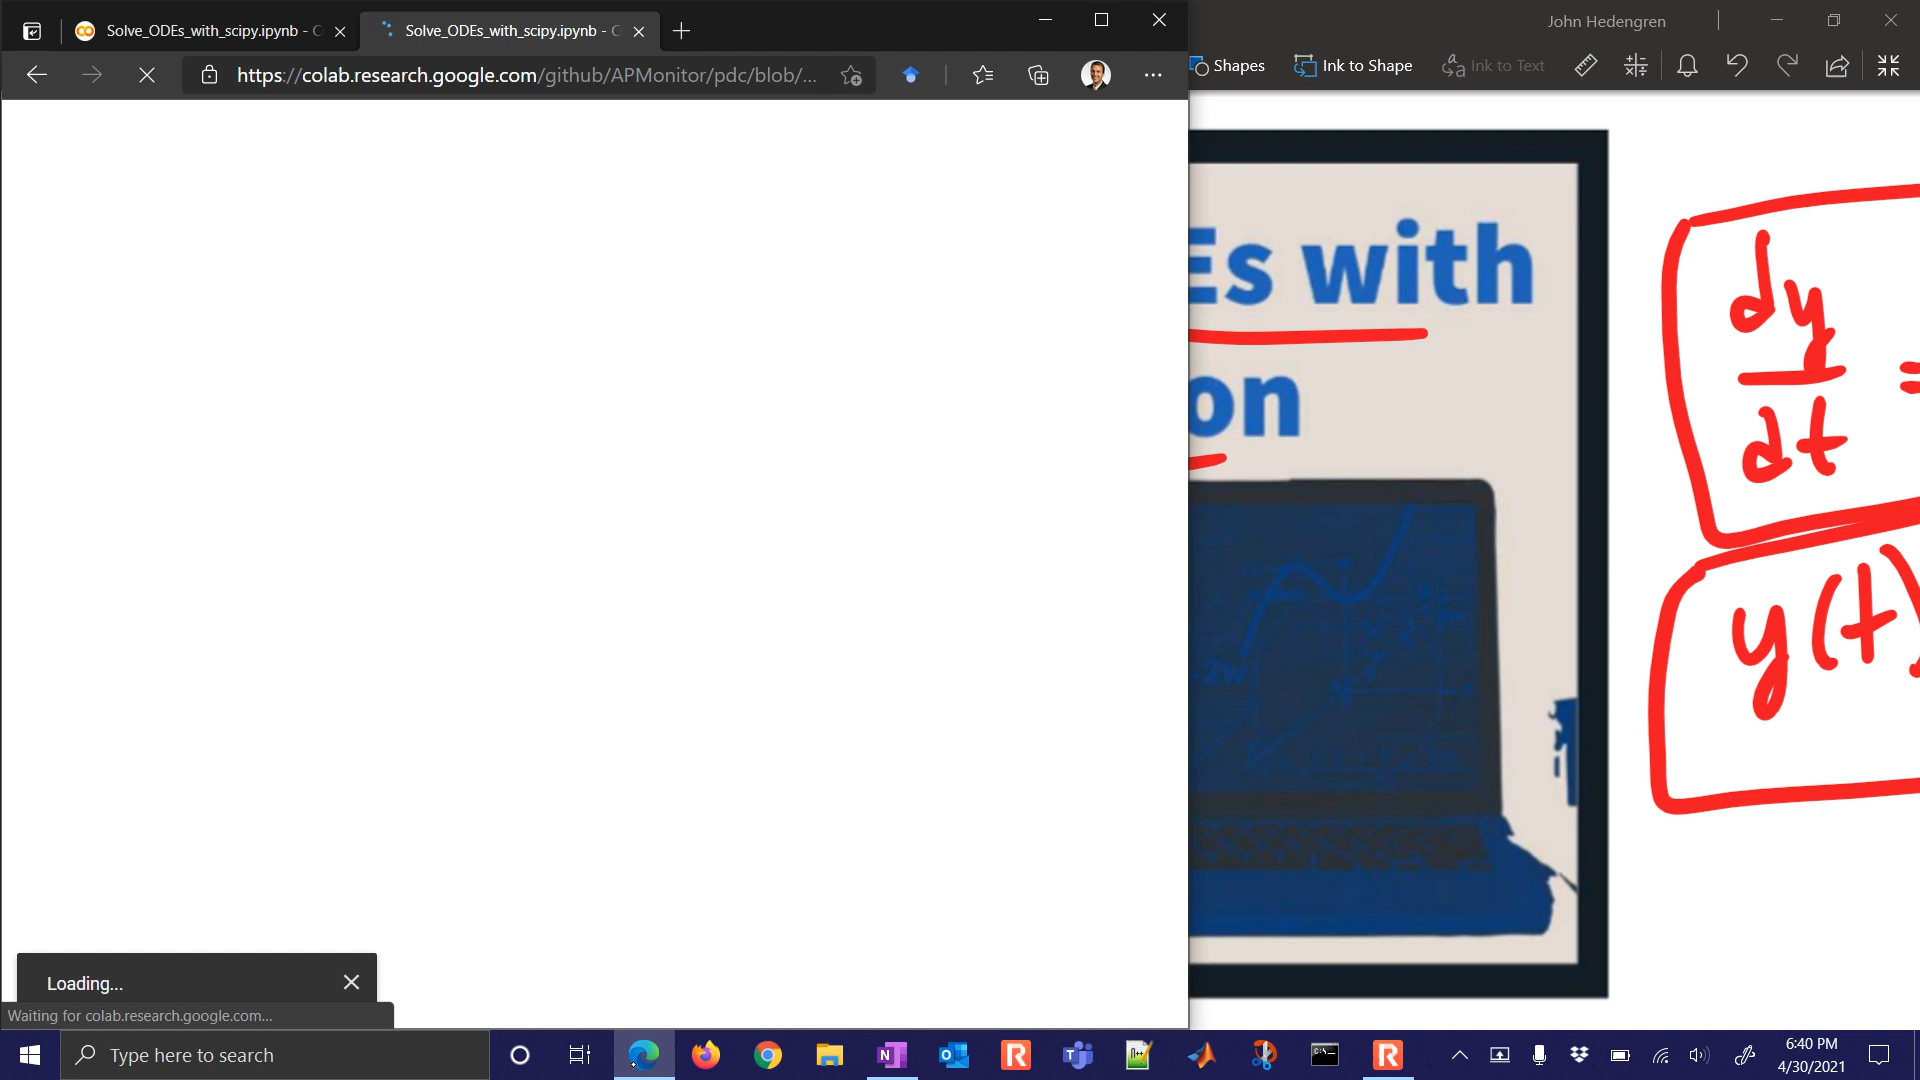 Solve_ODEs_with_scipy.ipynb - C
Solve_ODEs_with_scipy.ipynb - C
John Hedengren
https://colab.research.google.com/github/APMonitor/pdc/blob/...
Shapes
Ink to Shape
Ink to Text
Es with
on
dy
dt
=
y(t)
Loading...
Waiting for colab.research.google.com...
Type here to search
6:40 PM
4/30/2021